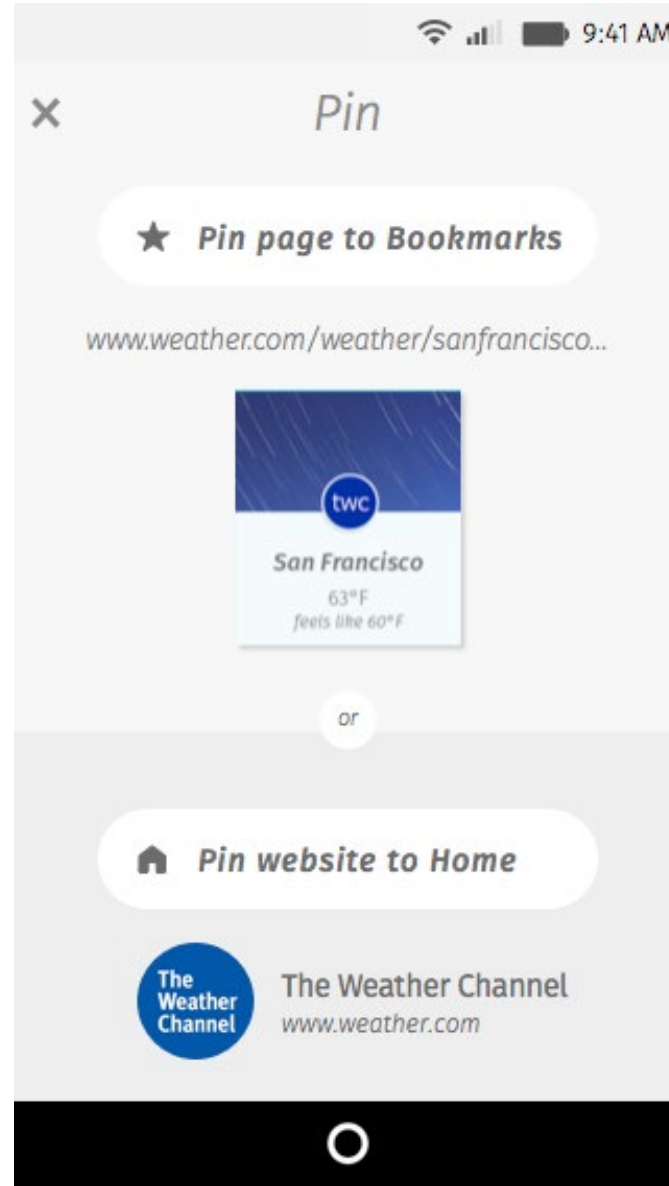 9:41 AM
Pin
Pin page to Bookmarks
www.weather.com/weather/sanfrancisco...
twc
San Francisco
63°F
feels like 60°F
or
Pin website to Home
The
Weather
Channel
The Weather Channel
www.weather.com